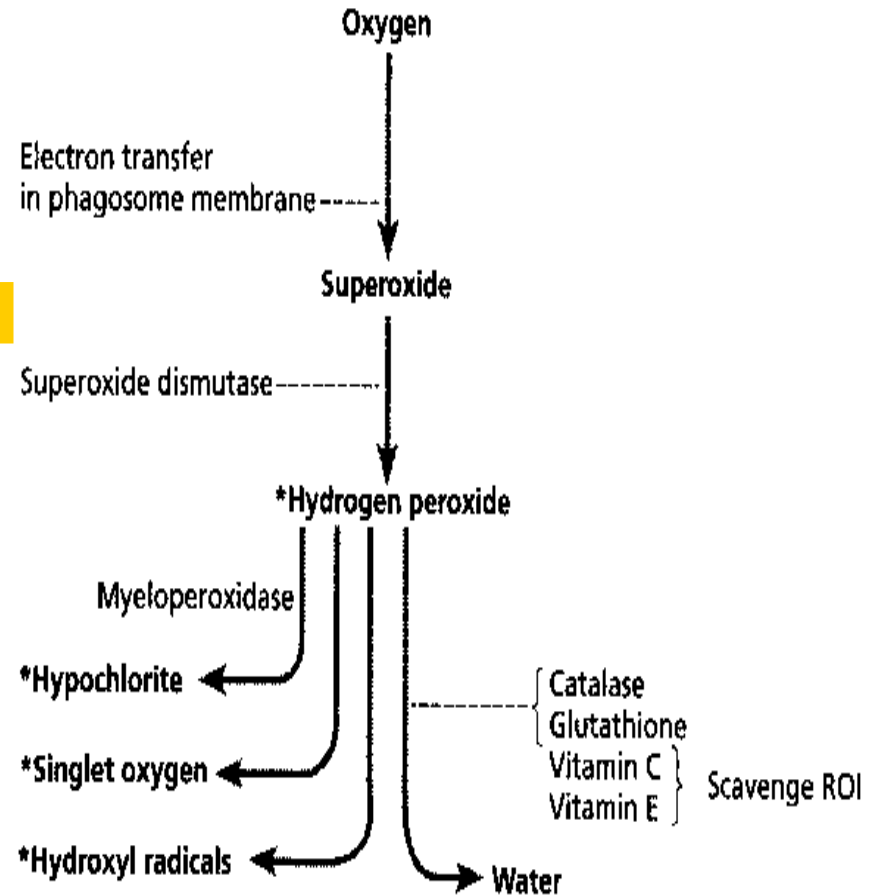 Oxygen
Electron transfer
in phagosome membrane
Superoxide
Superoxide dismutase
*Hydrogen peroxide
Myeloperoxidase
*Hypochlorite
Catalase
Glutathione
*Singlet oxygen
Vitamin C
Vitamin E
Scavenge ROI
*Hydroxyl radicals
Water